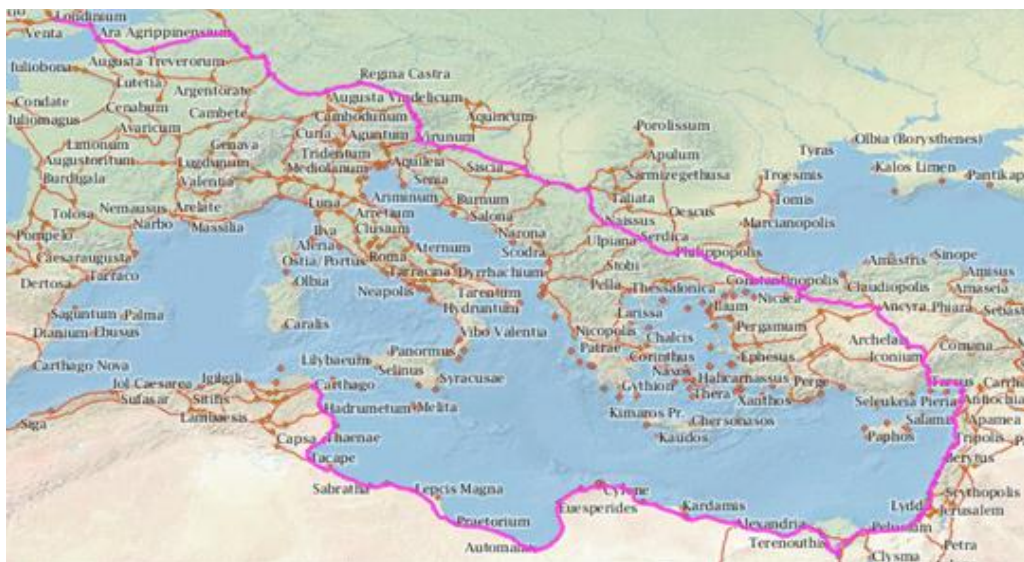 Londinium
Venta
Ara Agrippinensium
Iuliobona
Augusta Treverorum
Lutetia
Regina Castra
Condate
Cenabum
Argentorate
Augusta Vindelicum
Iuliomagus
Cambete
Cambodunum
Aquincum
Avaricum
Curia
Aguntum
Virunum
Porolissum
Limonum
Genava
Tridentum
Olbia (Borysthenes)
Augustoritum
Lugdunum
Mediolanum
Aquileia
Siscia
Apulum
Tyras
Kalos Limen
Burdigala
Valentia
Senia
Sarmizegethusa
Troesmis
Pantikap
Ariminum
Burnum
Taliata
Tomis
Tolosa
Nemausus
Arelate
Luna
Arretium
Salona
Oescus
Pompelo
Narbo
Massilia
Ilva
Clusium
Narona
Naissus
Marcianopolis
Caesaraugusta
Aleria
Roma
Aternum
Scodra
Ulpiana
Serdica
Philippopolis
Amastris
Sinope
Tarraco
Ostia/Portus
Tarracina
Dyrrhachium
Stobi
Constantinopolis
Amisus
Dertosa
Olbia
Neapolis
Tarentum
Pella
Thessalonica
Nicaea
Claudiopolis
Amaseia
Saguntum
Palma
Hydruntum
Larissa
Ilium
Ancyra
Phiara
Sebas
Dianium
Ebusus
Caralis
Vibo Valentia
Nicopolis
Chalcis
Pergamum
Archelai
Comana
Carthago Nova
Lilybaeum
Panormus
Patrae
Corinthus
Ephesus
Iconium
Iol Caesarea
Igilgili
Carthago
Selinus
Syracusae
Naxos
Halicarnassus
Perge
Tarsus
Carrha
Sufasar
Sitifis
Gythion
Thera
Xanthos
Seleukeia Pieria
Antiochia
Siga
Lambaesis
Hadrumetum
Melita
Kimaros Pr.
Chersonasos
Salamis
Apamea
Capsa
Thaenae
Kaudos
Paphos
Tripolis
Tacape
Berytus
Sabratha
Lepcis Magna
Cyrene
Scythopolis
Praetorium
Euesperides
Kardamis
Lydda
Jerusalem
Alexandria
Pelusium
Automalax
Terenouthis
Clysma
Petra